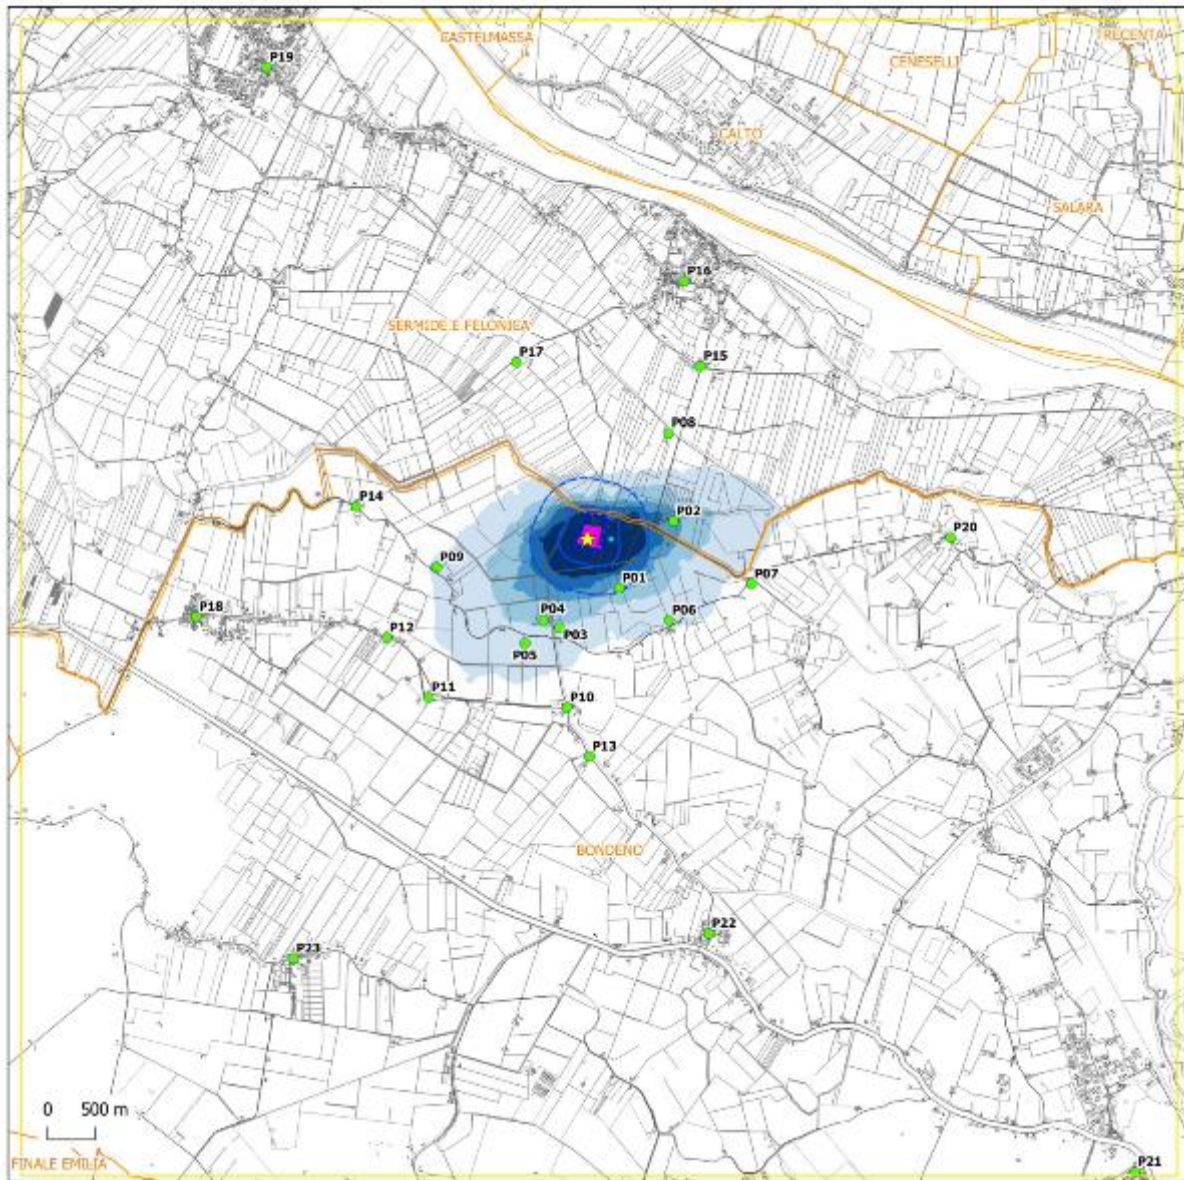 CASTELMASSA
TRECENTA
P19
CENESELLI
CALTO
SALARA
P16
SERMIDE E FELONICA
P17
P15
P08
P14
P02
P20
P09
P01
P07
P18
P04
P06
P03
P12
P05
P11
P10
P13
BONDENO
P22
P23
0 500 m
FINALE EMILIA
P21